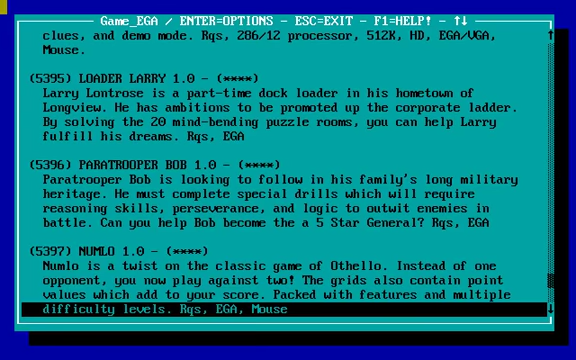 Game_EGA / ENTER=OPTIONS - ESC=EXIT - F1=HELP! - ↑↓
clues, and demo mode. Rqs, 286/12 processor, 512K, HD, EGA/VGA,
Mouse.
(5395) LOADER LARRY 1.0 - (****)
Larry Lontrose is a part-time dock loader in his hometown of
Longview. He has ambitions to be promoted up the corporate ladder.
By solving the 20 mind-bending puzzle rooms, you can help Larry
fulfill his dreams. Rqs, EGA
(5396) PARATROOPER BOB 1.0 - (****)
Paratrooper Bob is looking to follow in his family's long military
heritage. He must complete special drills which will require
reasoning skills, perseverance, and logic to outwit enemies in
battle. Can you help Bob become the a 5 Star General? Rqs, EGA
(5397) NUMLO 1.0 - (****)
Numlo is a twist on the classic game of Othello. Instead of one
opponent, you now play against two! The grids also contain point
values which add to your score. Packed with features and multiple
difficulty levels. Rqs, EGA, Mouse